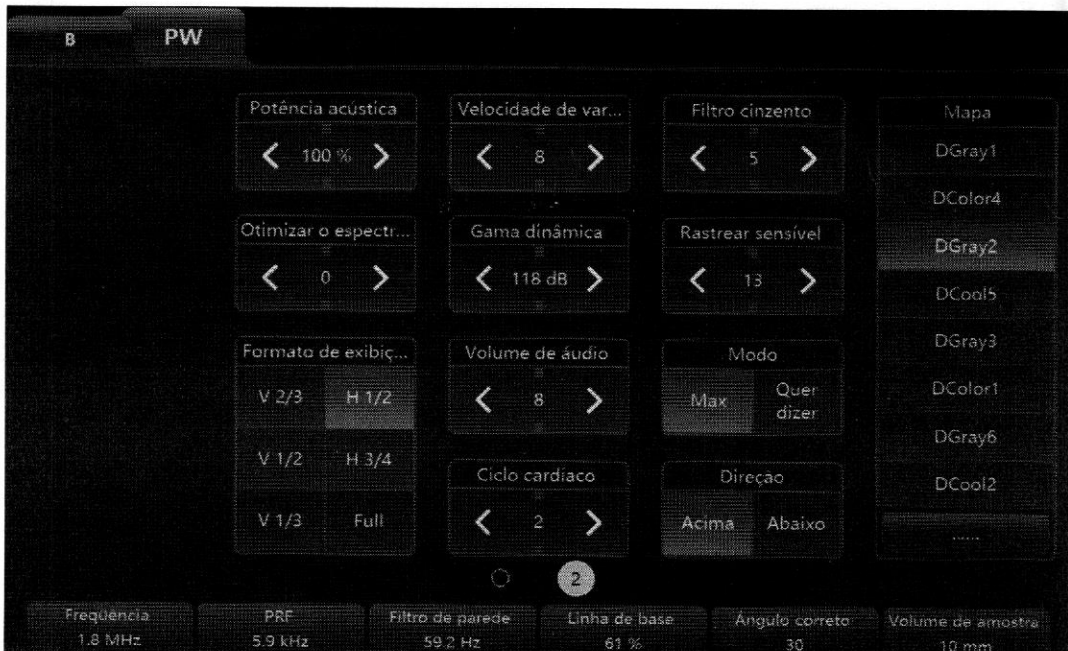 B
PW
Potência acústica
100 %
Velocidade de var...
8
Filtro cinzento
5
Mapa
DGray1
DColor4
DGray2
DCool5
DGray3
DColor1
DGray6
DCool2
......
Otimizar o espectr...
0
Gama dinâmica
118 dB
Rastrear sensível
13
Formato de exibiç...
V 2/3
H 1/2
V 1/2
H 3/4
V 1/3
Full
Volume de áudio
8
Modo
Max
Quer
dizer
Ciclo cardíaco
2
Direção
Acima
Abaixo
2
Freqüência
1.8 MHz
PRF
5.9 kHz
Filtro de parede
59.2 Hz
Linha de base
61 %
Ângulo correto
30
Volume de amostra
10 mm